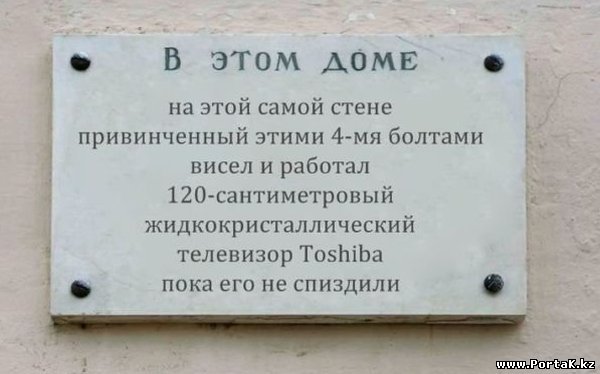 В ЭТОМ ДОМЕ
на этой самой стене
привинченный этими 4-мя болтами
висел и работал
120-сантиметровый
жидкокристаллический
телевизор Toshiba
пока его не спиздили
www.PortaK.kz